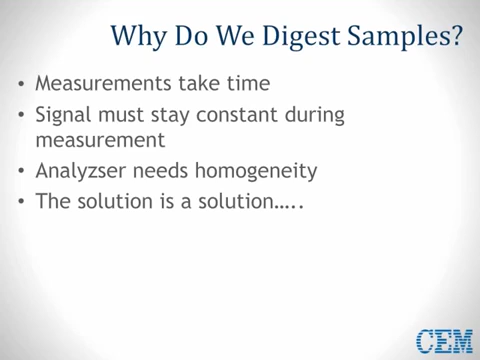 Why Do We Digest Samples?
• Measurements take time
• Signal must stay constant during
measurement
• Analyzser needs homogeneity
• The solution is a solution…..
CEM